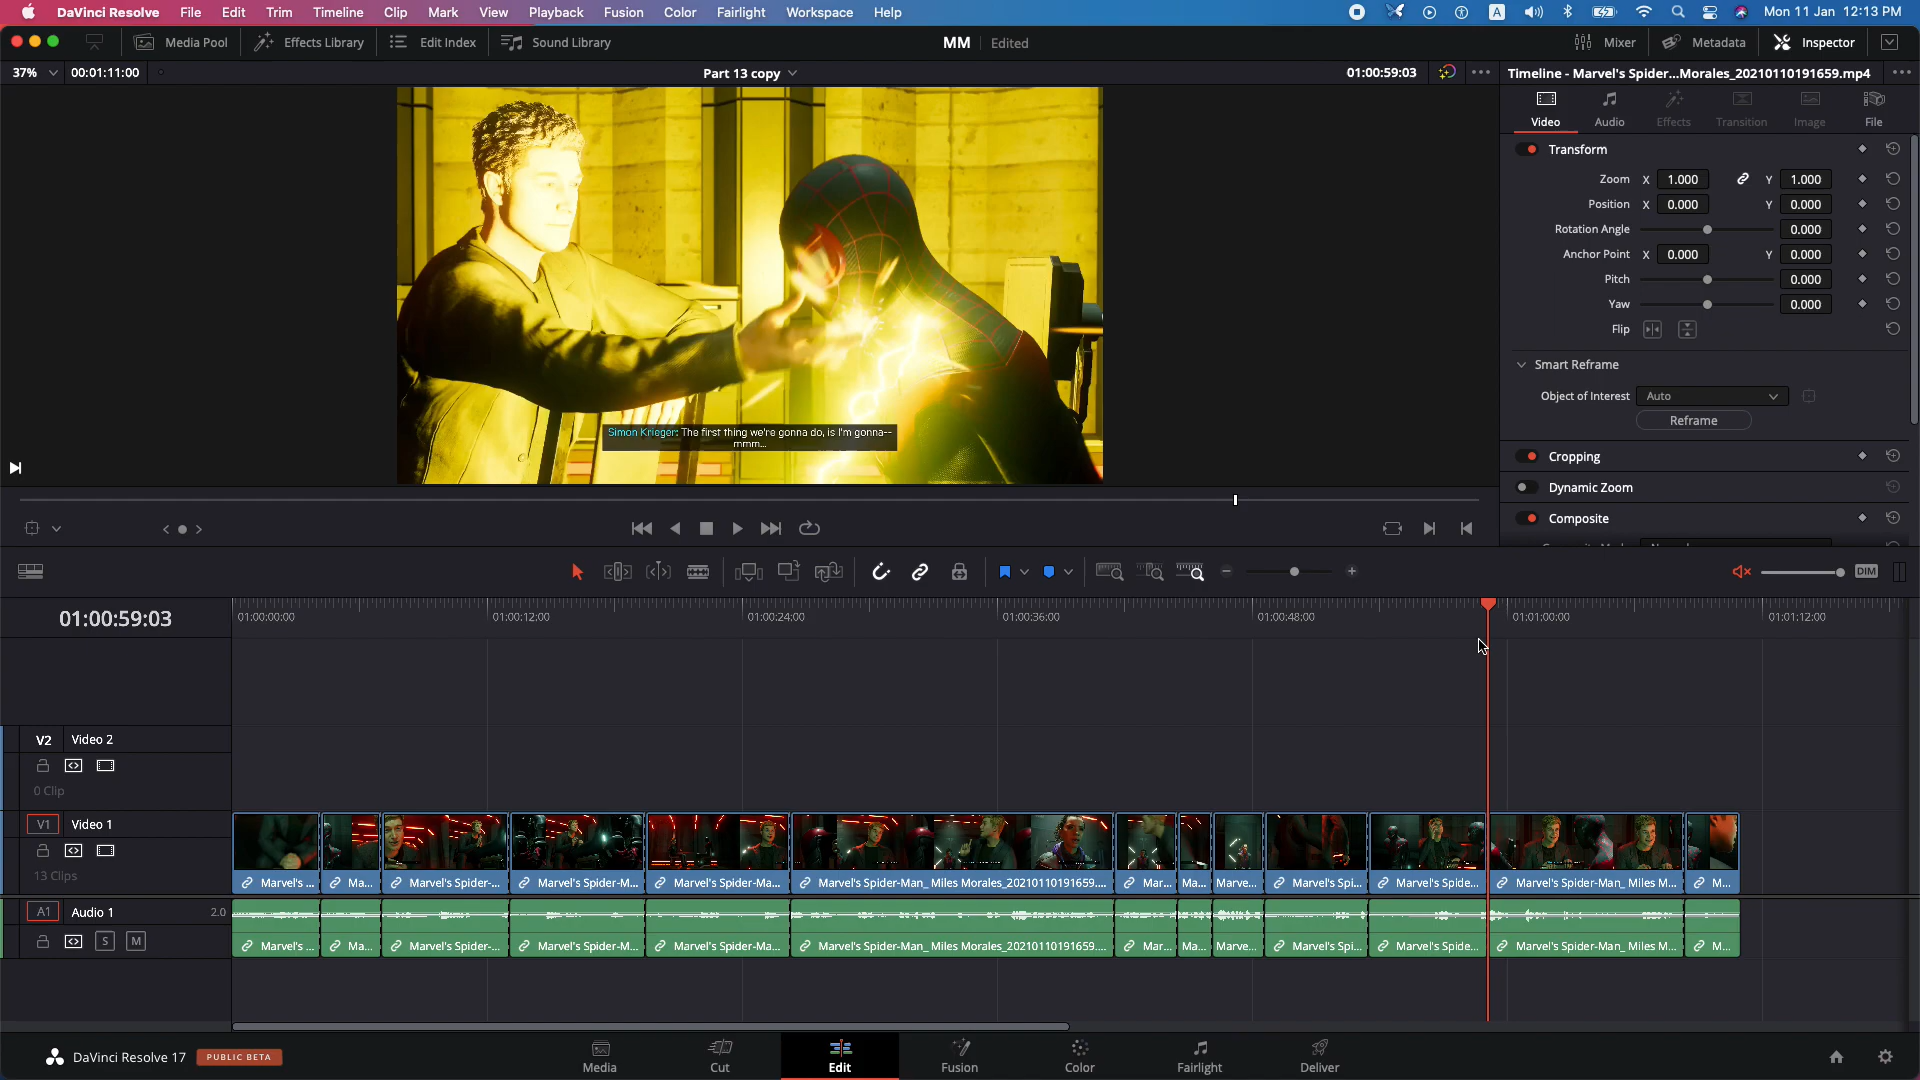 DaVinci Resolve File Edit Trim Timeline Clip Mark View Playback Fusion Color Fairlight Workspace Help A Mon 11 Jan 12:13 PM
Media Pool Effects Library Edit Index Sound Library MM Edited Mixer Metadata Inspector
37% 00:01:11:00 Part 13 copy 01:00:59:03 Timeline - Marvel's Spider...Morales_20210110191659.mp4
Video Audio Effects Transition Image File
Transform
Zoom X 1.000 Y 1.000
Position X 0.000 Y 0.000
Rotation Angle 0.000
Anchor Point X 0.000 Y 0.000
Pitch 0.000
Yaw 0.000
Flip
Smart Reframe
Object of Interest Auto
Reframe
Cropping
Dynamic Zoom
Composite
Simon Krieger: The first thing we're gonna do, is I'm gonna--
mmm...
DIM
01:00:59:03
01:00:00:00 01:00:12:00 01:00:24:00 01:00:36:00 01:00:48:00 01:01:00:00 01:01:12:00
V2 Video 2
0 Clip
V1 Video 1
13 Clips
Marvel's ... Ma... Marvel's Spider-... Marvel's Spider-M... Marvel's Spider-Ma... Marvel's Spider-Man_ Miles Morales_20210110191659.... Mar... Ma... Marve... Marvel's Spi... Marvel's Spide... Marvel's Spider-Man_ Miles M... M...
A1 Audio 1 2.0
S M
Marvel's ... Ma... Marvel's Spider-... Marvel's Spider-M... Marvel's Spider-Ma... Marvel's Spider-Man_ Miles Morales_20210110191659.... Mar... Ma... Marve... Marvel's Spi... Marvel's Spide... Marvel's Spider-Man_ Miles M... M...
DaVinci Resolve 17 PUBLIC BETA
Media Cut Edit Fusion Color Fairlight Deliver